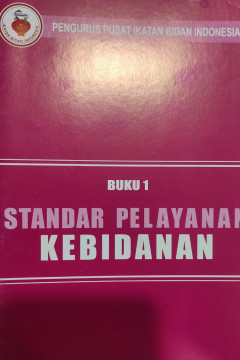 PENGURUS PUSAT IKATAN BIDAN INDONESIA
BUKU 1
STANDAR PELAYANAN
KEBIDANAN